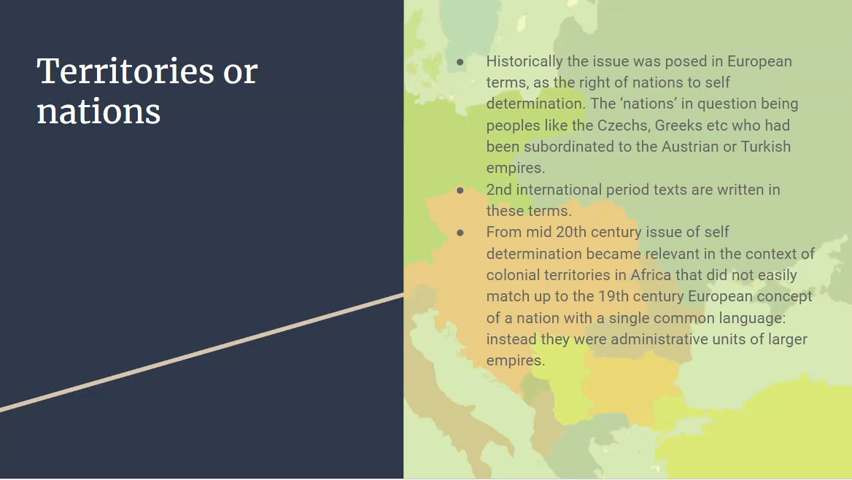 Territories or
nations
● Historically the issue was posed in European
terms, as the right of nations to self
determination. The ‘nations’ in question being
peoples like the Czechs, Greeks etc who had
been subordinated to the Austrian or Turkish
empires.
● 2nd international period texts are written in
these terms.
● From mid 20th century issue of self
determination became relevant in the context of
colonial territories in Africa that did not easily
match up to the 19th century European concept
of a nation with a single common language:
instead they were administrative units of larger
empires.